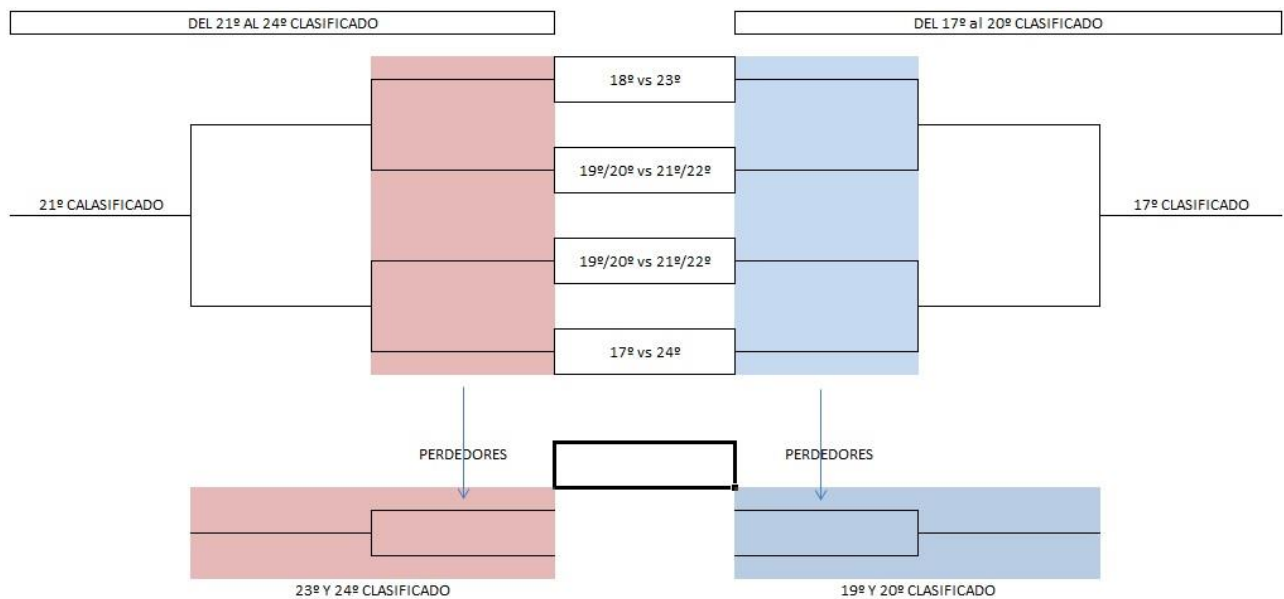 DEL 21º AL 24º CLASIFICADO
DEL 17º al 20º CLASIFICADO
18º vs 23º
19º/20º vs 21º/22º
21º CALASIFICADO
17º CLASIFICADO
19º/20º vs 21º/22º
17º vs 24º
PERDEDORES
PERDEDORES
23º Y 24º CLASIFICADO
19º Y 20º CLASIFICADO